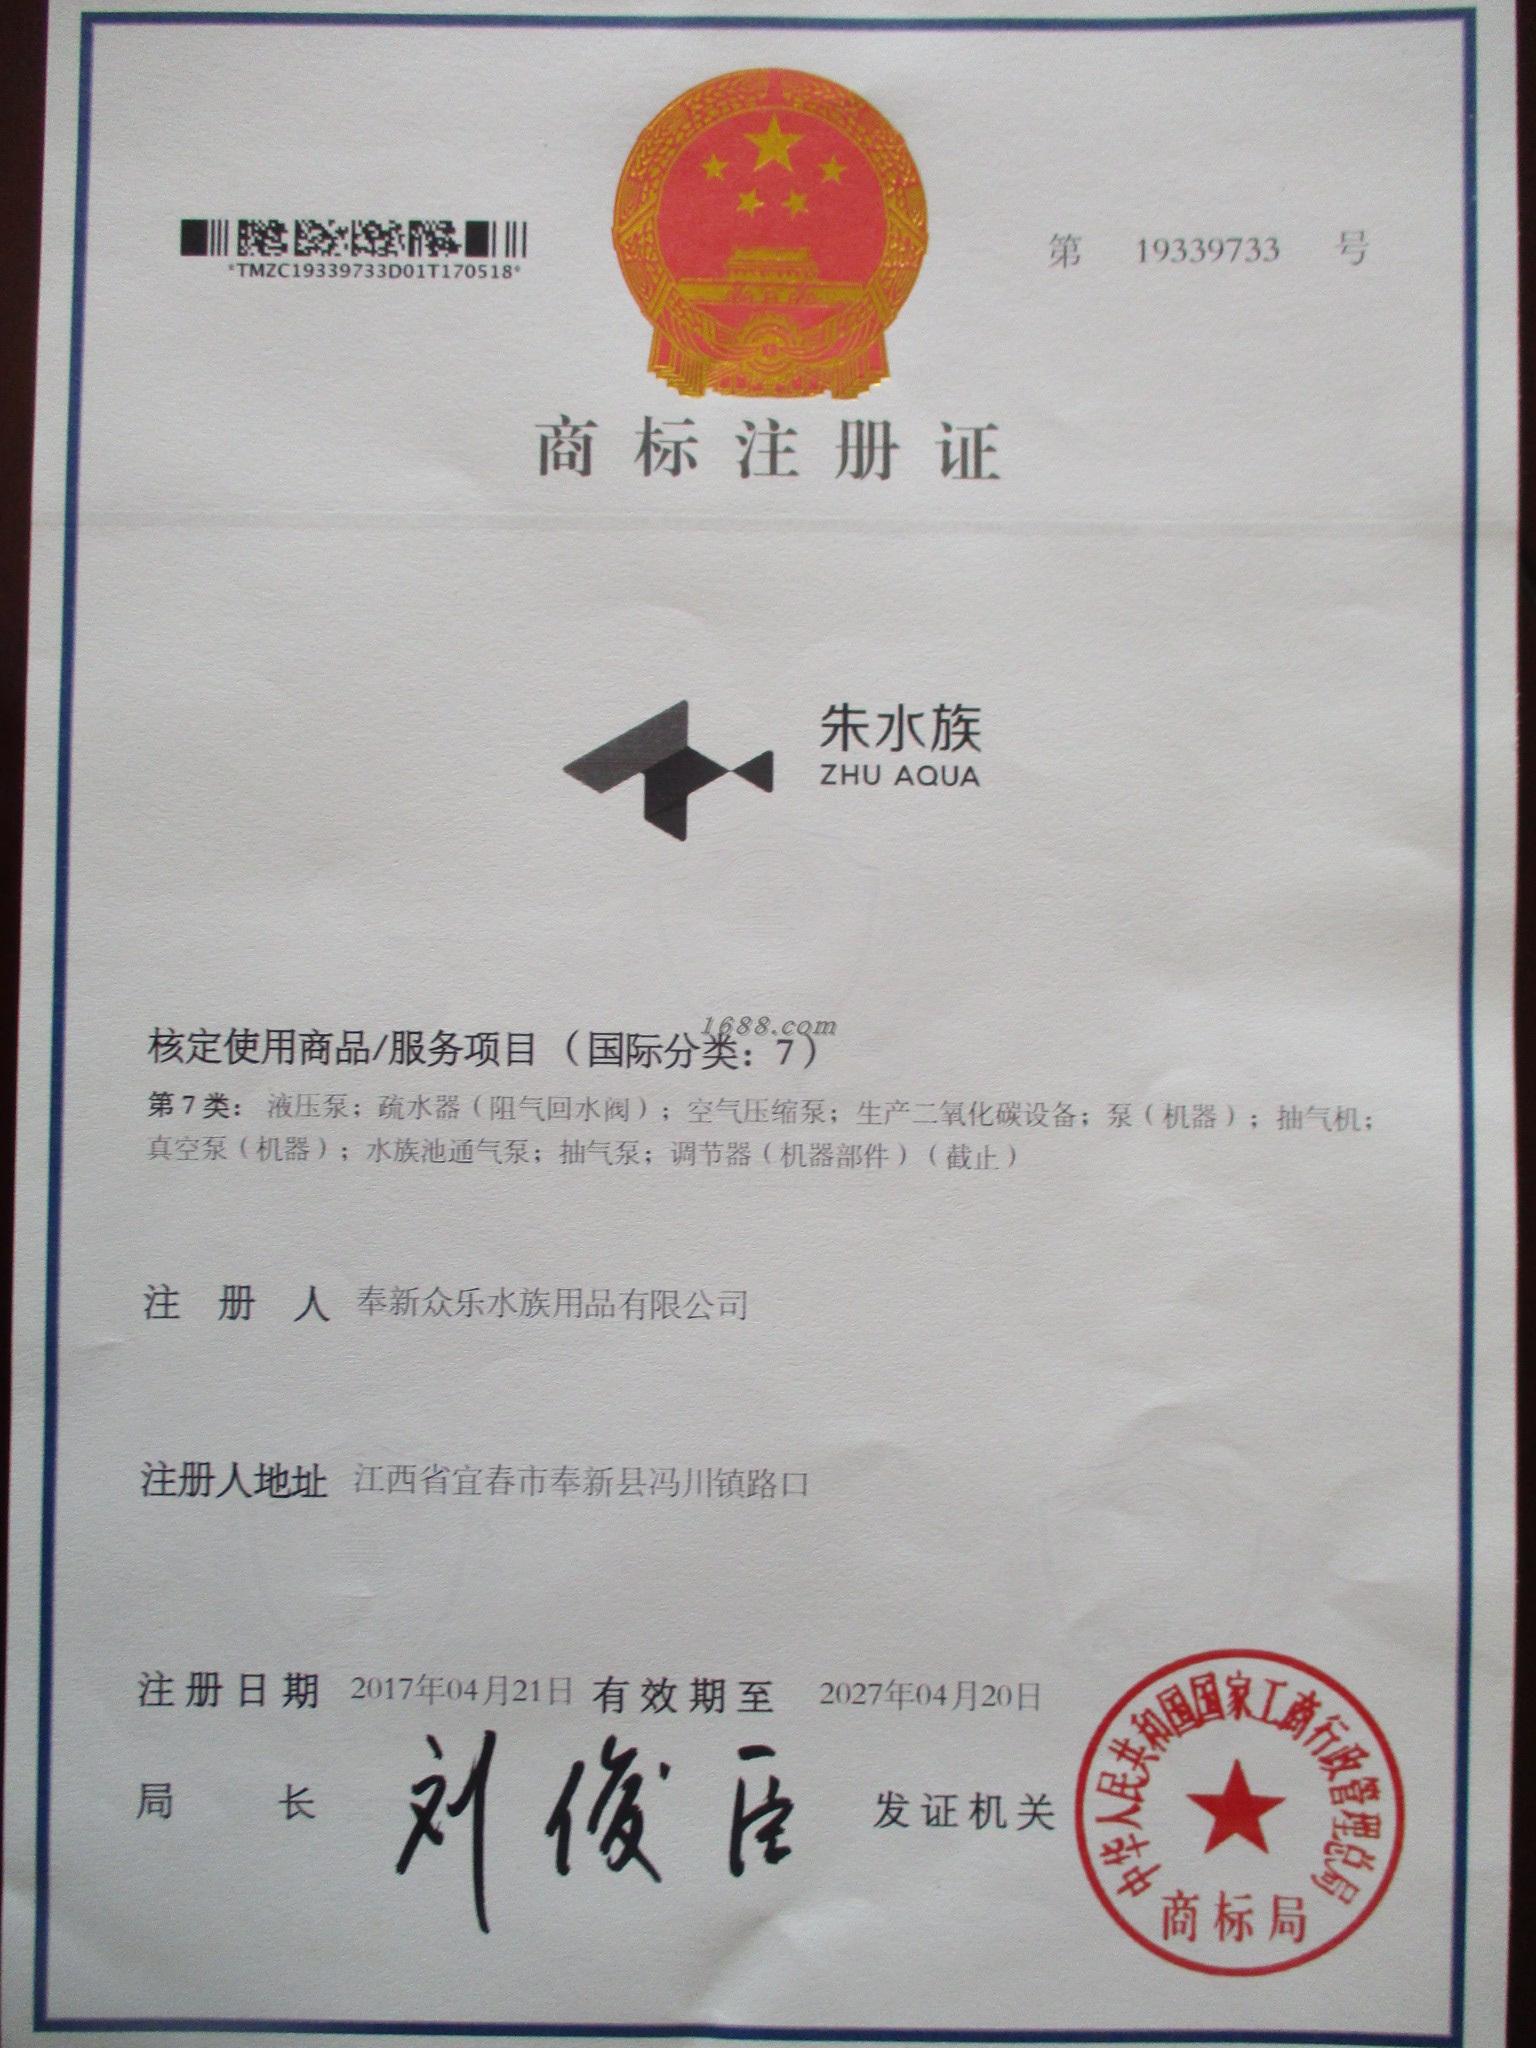 *TMZC19339733D01T170518*
第 19339733 号
商标注册证
朱水族
ZHU AQUA
1688.com
核定使用商品/服务项目（国际分类：7）
第7类：液压泵；疏水器（阻气回水阀）；空气压缩泵；生产二氧化碳设备；泵（机器）；抽气机；
真空泵（机器）；水族池通气泵；抽气泵；调节器（机器部件）（截止）
注册人 奉新众乐水族用品有限公司
注册人地址 江西省宜春市奉新县冯川镇路口
注册日期 2017年04月21日 有效期至 2027年04月20日
局长 刘俊臣 发证机关
中华人民共和国国家工商行政管理总局
商标局